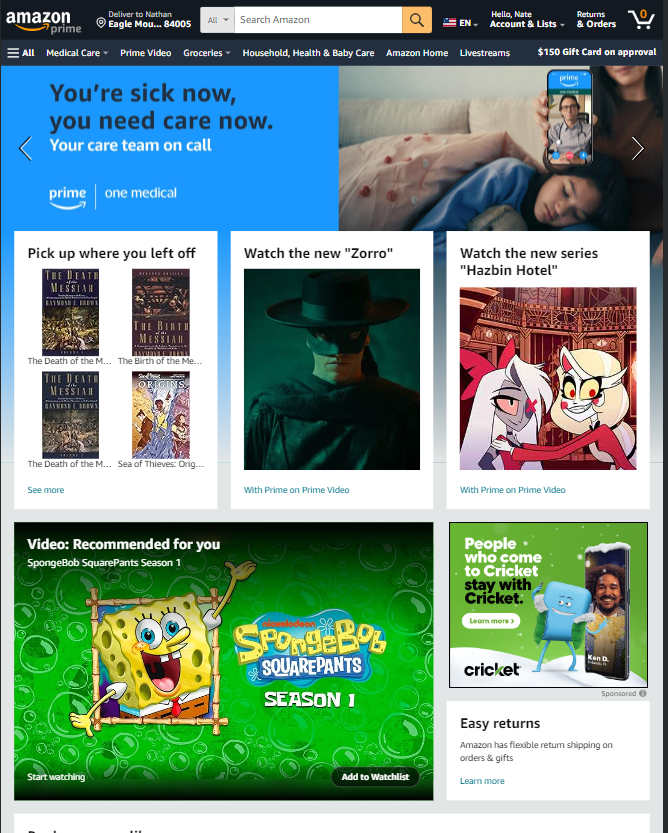 amazon
prime
Deliver to Nathan
Eagle Mou... 84005
All
Search Amazon
EN
Hello, Nate
Account & Lists
Returns
& Orders
0
All
Medical Care
Prime Video
Groceries
Household, Health & Baby Care
Amazon Home
Livestreams
$150 Gift Card on approval
You're sick now,
you need care now.
Your care team on call
prime
one medical
prime
Pick up where you left off
THE DEATH
of the
MESSIAH
RAYMOND E. BROWN
The Death of the M...
THE BIRTH
of the
MESSIAH
The Birth of the Me...
THE DEATH
of the
MESSIAH
RAYMOND E. BROWN
The Death of the M...
ORIGINS
Sea of Thieves: Orig...
See more
Watch the new "Zorro"
With Prime on Prime Video
Watch the new series
"Hazbin Hotel"
With Prime on Prime Video
Video: Recommended for you
SpongeBob SquarePants Season 1
nickelodeon
SpongeBob
SQUAREPANTS
SEASON 1
Start watching
Add to Watchlist
People
who come
to Cricket
stay with
Cricket.
Learn more >
cricket
Ken D.
Sponsored
Easy returns
Amazon has flexible return shipping on
orders & gifts
Learn more